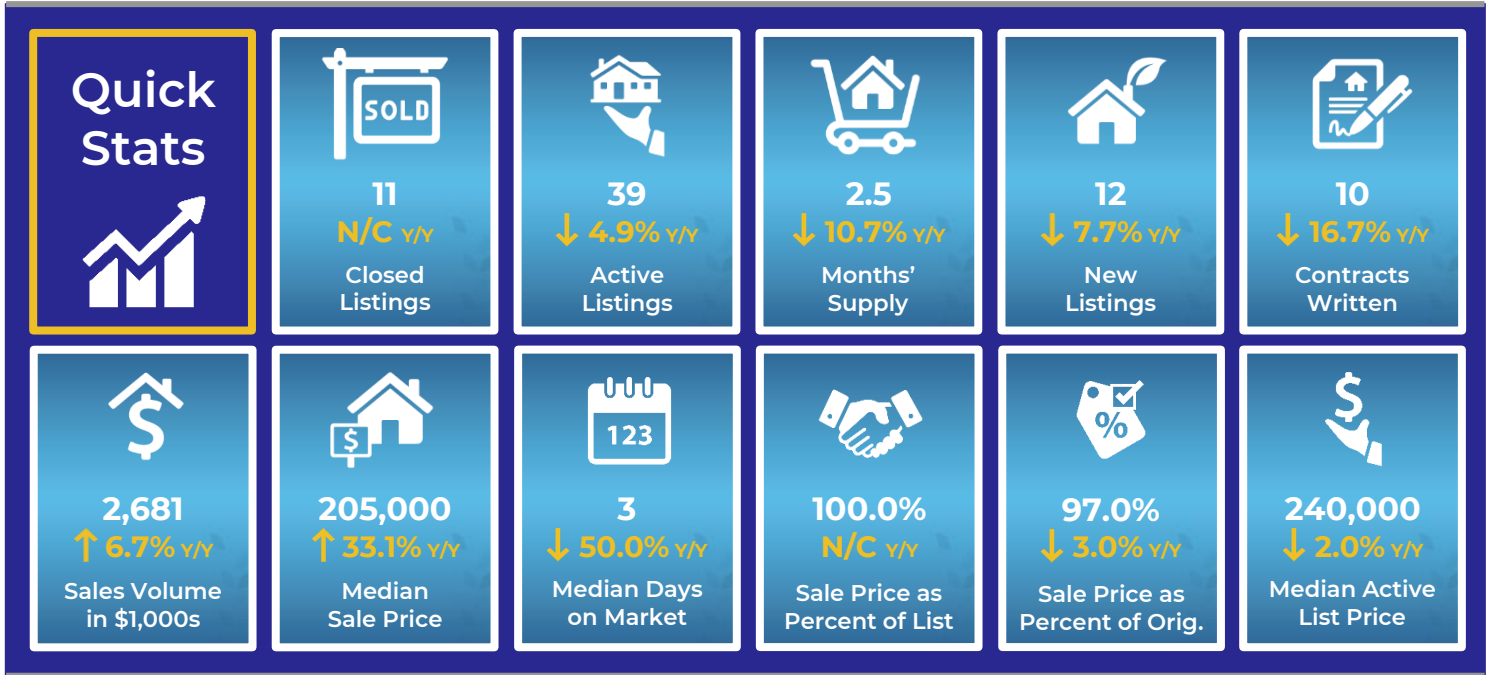 Quick
Stats
SOLD
11
N/C Y/Y
Closed
Listings
39
↓ 4.9% Y/Y
Active
Listings
2.5
↓ 10.7% Y/Y
Months’
Supply
12
↓ 7.7% Y/Y
New
Listings
10
↓ 16.7% Y/Y
Contracts
Written
$
2,681
↑ 6.7% Y/Y
Sales Volume
in $1,000s
$
205,000
↑ 33.1% Y/Y
Median
Sale Price
123
3
↓ 50.0% Y/Y
Median Days
on Market
100.0%
N/C Y/Y
Sale Price as
Percent of List
%
97.0%
↓ 3.0% Y/Y
Sale Price as
Percent of Orig.
$
240,000
↓ 2.0% Y/Y
Median Active
List Price